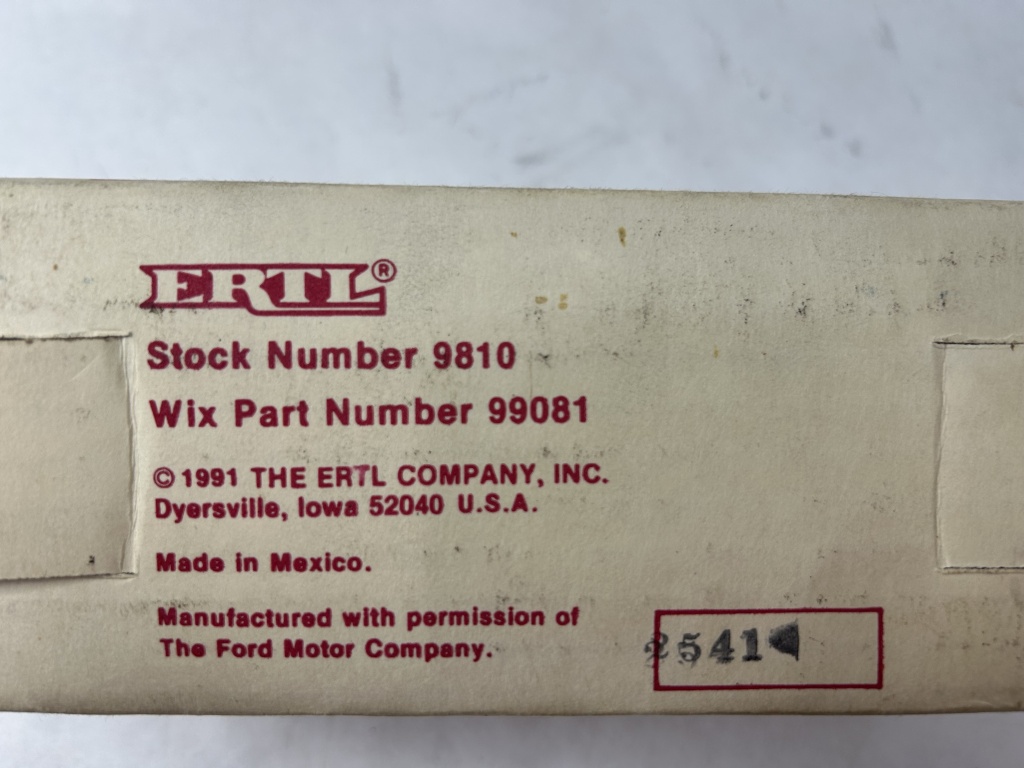 ERTL®
Stock Number 9810
Wix Part Number 99081
© 1991 THE ERTL COMPANY, INC.
Dyersville, Iowa 52040 U.S.A.
Made in Mexico.
Manufactured with permission of
The Ford Motor Company.
2541